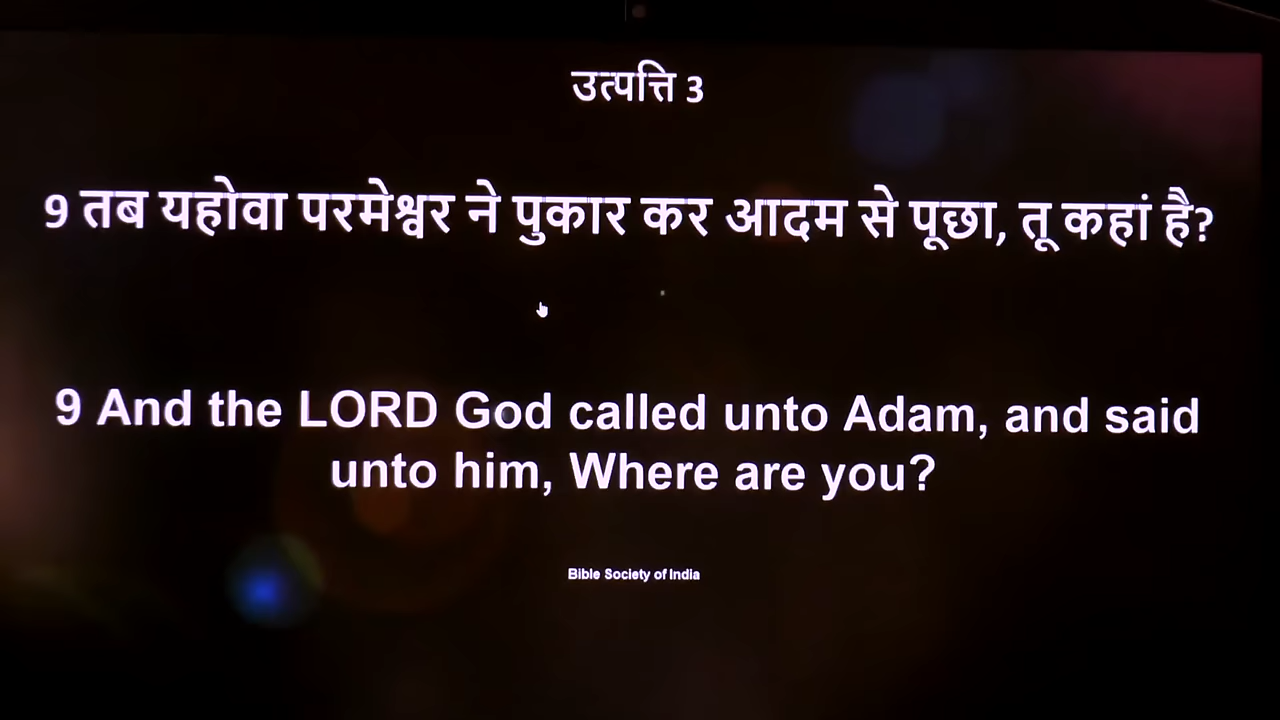 उत्पत्ति 3
9 तब यहोवा परमेश्वर ने पुकार कर आदम से पूछा, तू कहां है?
9 And the LORD God called unto Adam, and said
unto him, Where are you?
Bible Society of India